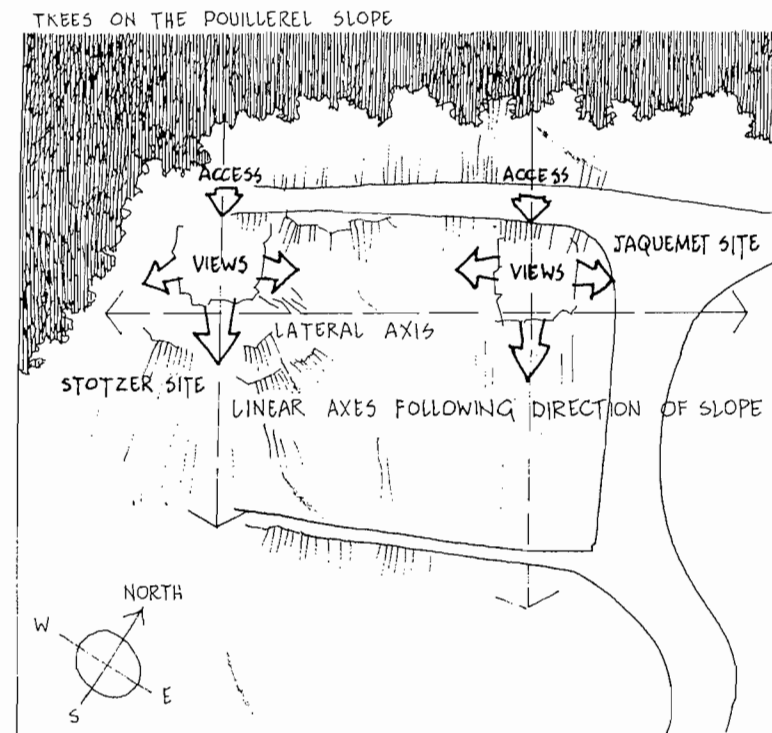 TREES ON THE POUILLEREL SLOPE
ACCESS
ACCESS
JAQUEMET SITE
VIEWS
VIEWS
LATERAL AXIS
STOTZER SITE
LINEAR AXES FOLLOWING DIRECTION OF SLOPE
NORTH
W
E
S